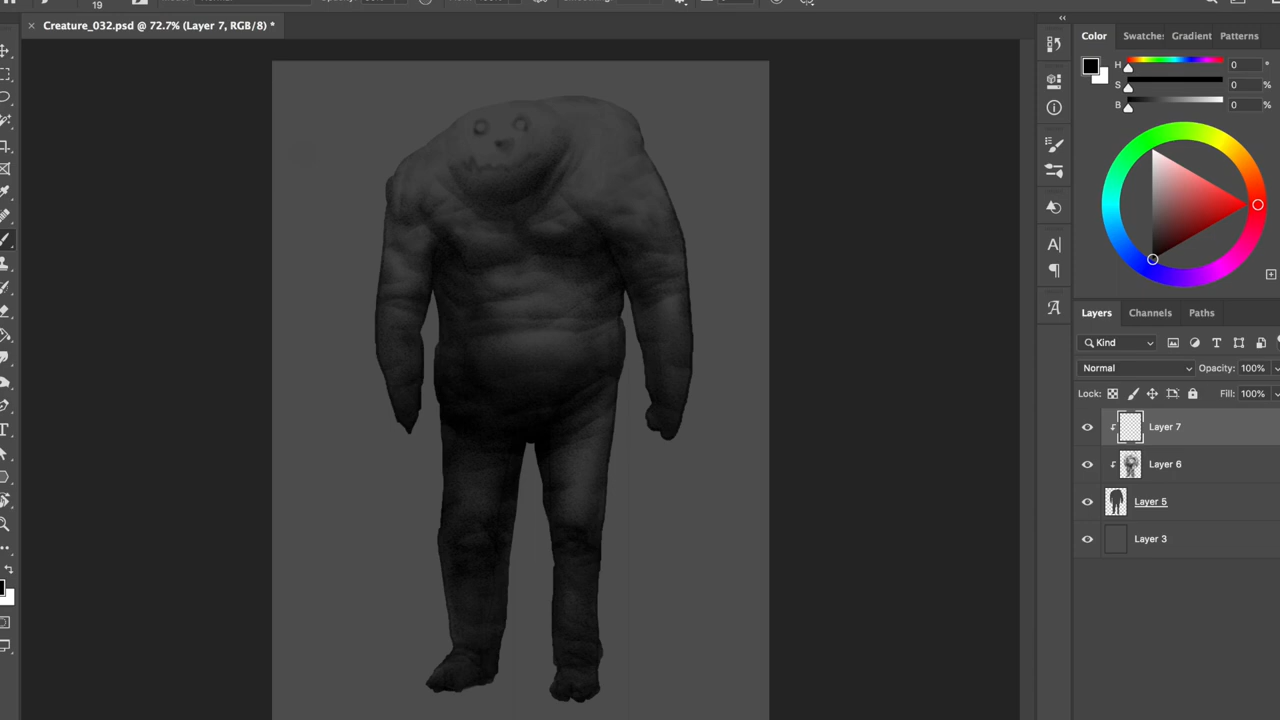 19
Creature_032.psd @ 72.7% (Layer 7, RGB/8) *
Color Swatches Gradient Patterns
H 0 °
S 0 %
B 0 %
Layers Channels Paths
Kind
Normal Opacity: 100%
Lock: Fill: 100%
Layer 7
Layer 6
Layer 5
Layer 3